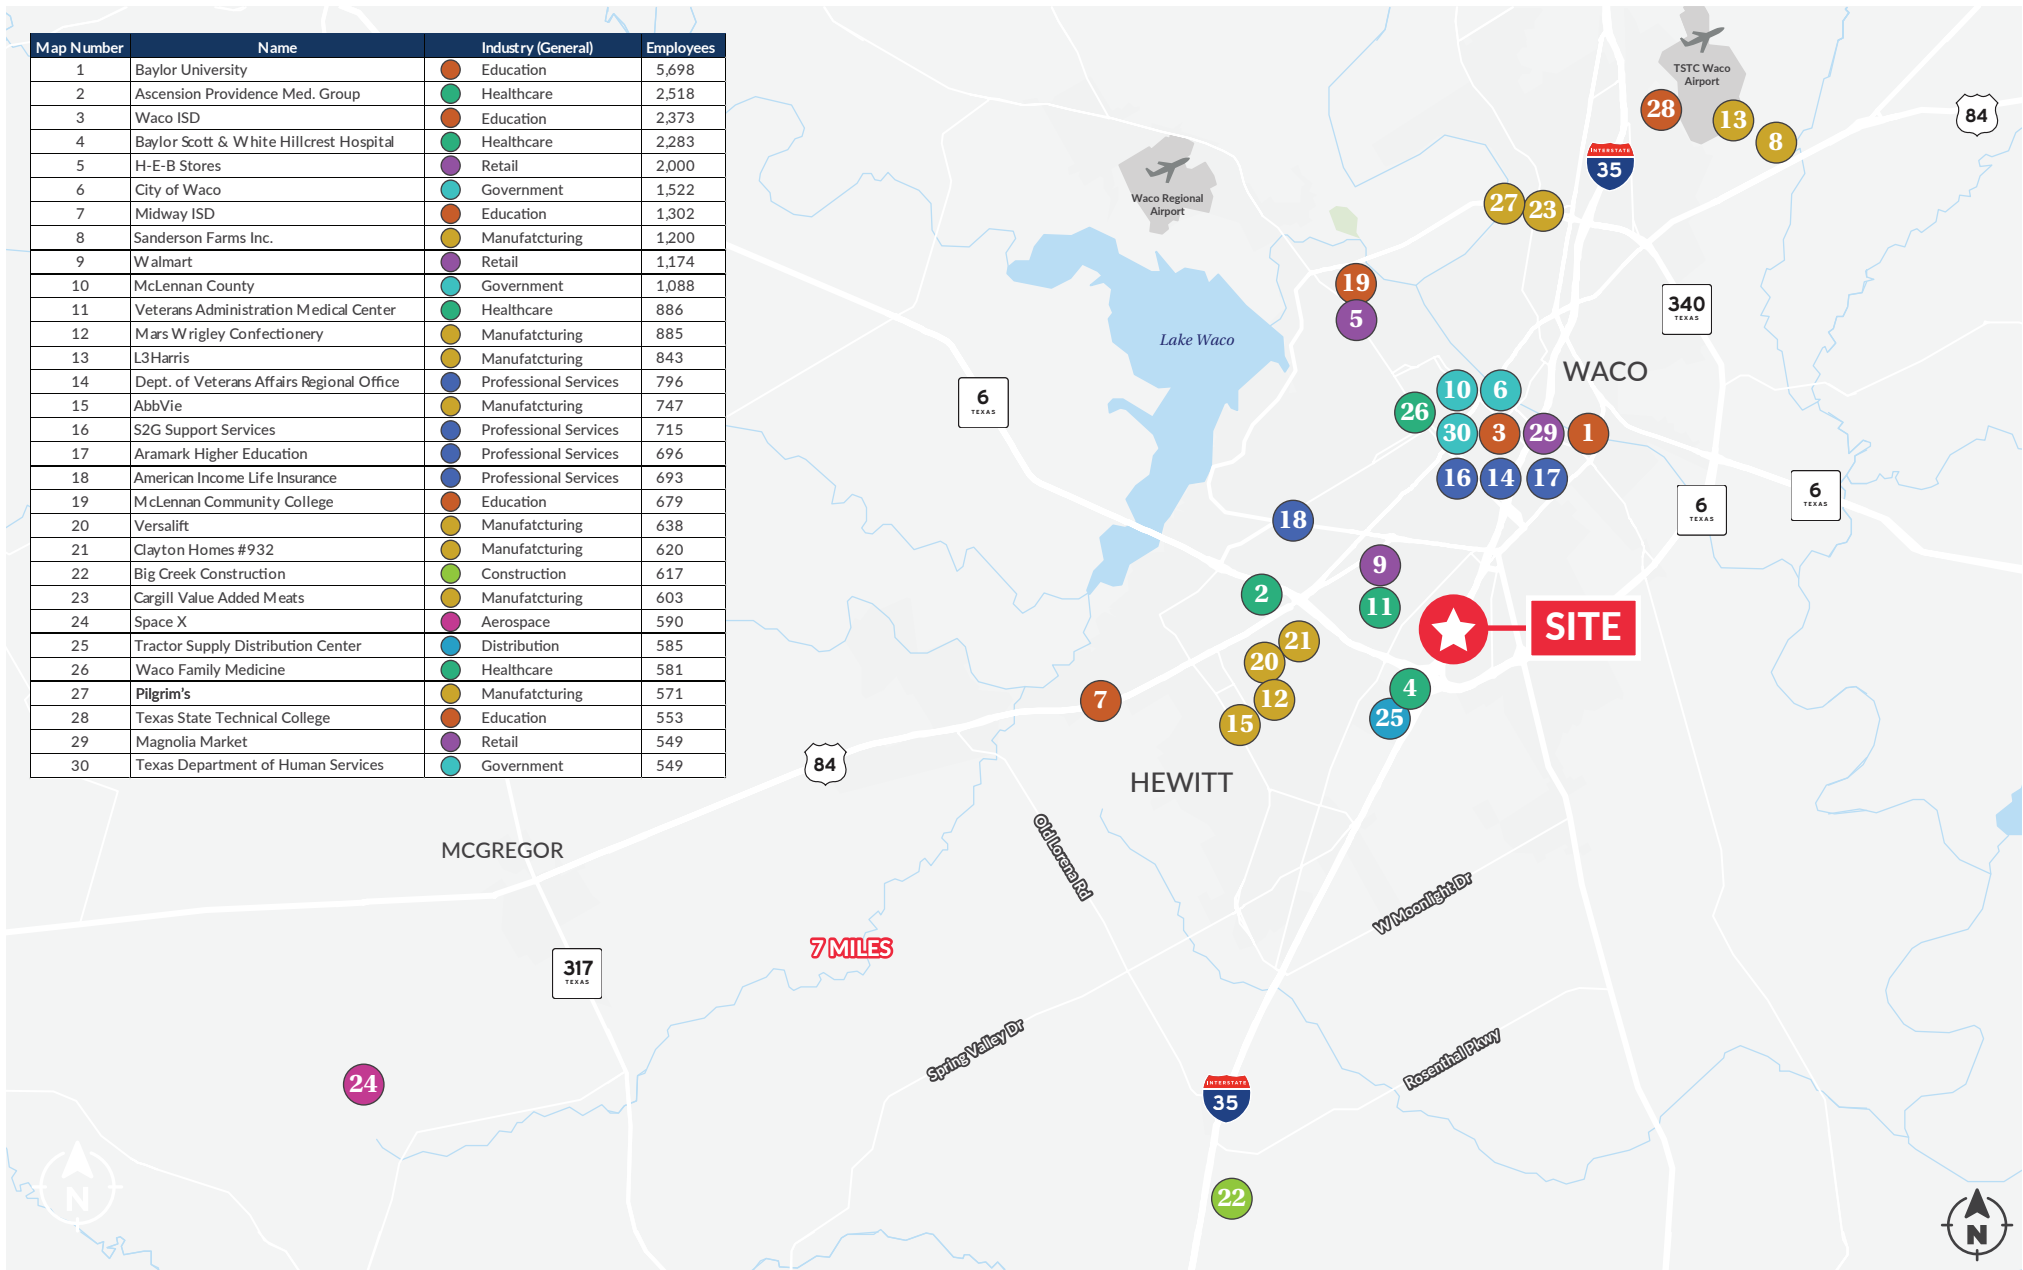 Map Number Name Industry (General) Employees
1 Baylor University Education 5,698
2 Ascension Providence Med. Group Healthcare 2,518
3 Waco ISD Education 2,373
4 Baylor Scott & White Hillcrest Hospital Healthcare 2,283
5 H-E-B Stores Retail 2,000
6 City of Waco Government 1,522
7 Midway ISD Education 1,302
8 Sanderson Farms Inc. Manufatcturing 1,200
9 Walmart Retail 1,174
10 McLennan County Government 1,088
11 Veterans Administration Medical Center Healthcare 886
12 Mars Wrigley Confectionery Manufatcturing 885
13 L3Harris Manufatcturing 843
14 Dept. of Veterans Affairs Regional Office Professional Services 796
15 AbbVie Manufatcturing 747
16 S2G Support Services Professional Services 715
17 Aramark Higher Education Professional Services 696
18 American Income Life Insurance Professional Services 693
19 McLennan Community College Education 679
20 Versalift Manufatcturing 638
21 Clayton Homes #932 Manufatcturing 620
22 Big Creek Construction Construction 617
23 Cargill Value Added Meats Manufatcturing 603
24 Space X Aerospace 590
25 Tractor Supply Distribution Center Distribution 585
26 Waco Family Medicine Healthcare 581
27 Pilgrim's Manufatcturing 571
28 Texas State Technical College Education 553
29 Magnolia Market Retail 549
30 Texas Department of Human Services Government 549
TSTC Waco
Airport
28
13
8
84
INTERSTATE
35
Waco Regional
Airport
27
23
19
5
340
TEXAS
Lake Waco
WACO
6
TEXAS
10
6
26
30
3
29
1
16
14
17
6
TEXAS
6
TEXAS
18
9
2
11
SITE
21
20
12
15
4
25
7
84
HEWITT
MCGREGOR
Old Lorena Rd
W Moonlight Dr
7 MILES
317
TEXAS
Spring Valley Dr
Rosenthal Pkwy
24
INTERSTATE
35
22
N
N